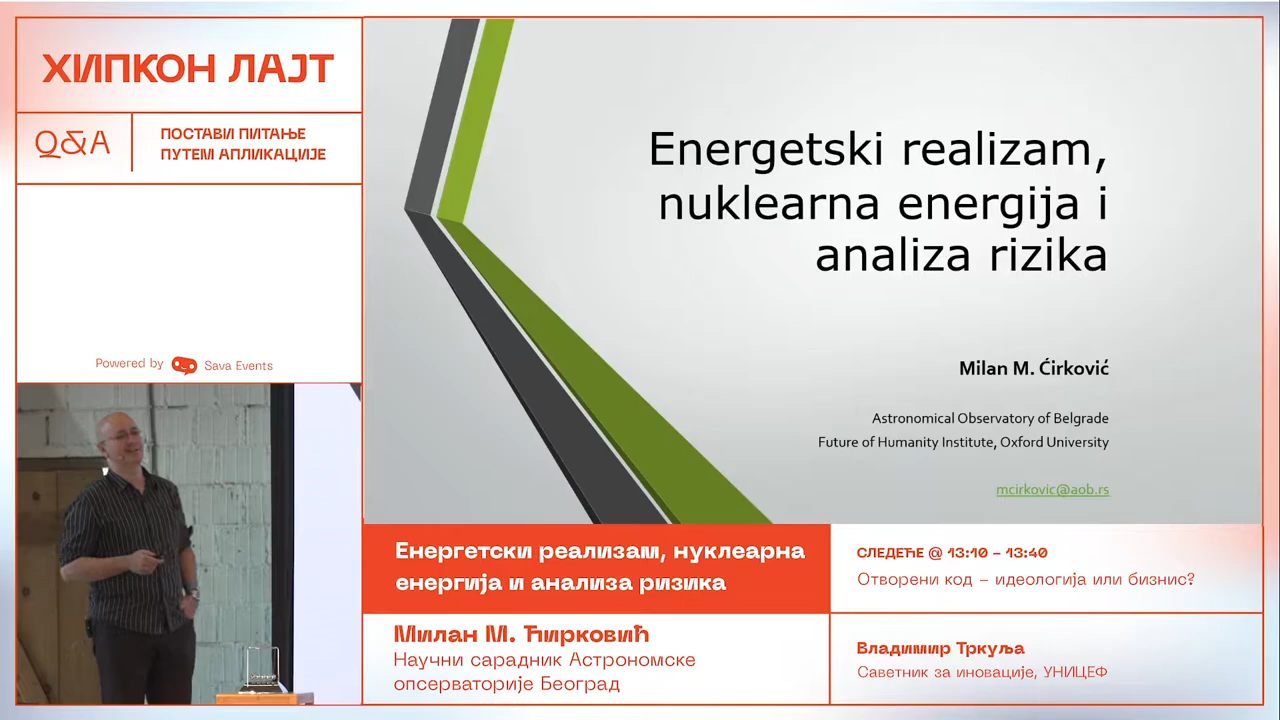 ХИПКОН ЛАЈТ
Q&A
ПОСТАВИ ПИТАЊЕ
ПУТЕМ АПЛИКАЦИЈЕ
Powered by Sava Events
Energetski realizam,
nuklearna energija i
analiza rizika
Milan M. Ćirković
Astronomical Observatory of Belgrade
Future of Humanity Institute, Oxford University
mcirkovic@aob.rs
Енергетски реализам, нуклеарна
енергија и анализа ризика
Милан М. Ћирковић
Научни сарадник Астрономске
опсерваторије Београд
СЛЕДЕЋЕ @ 13:10 – 13:40
Отворени код – идеологија или бизнис?
Владимир Тркуља
Саветник за иновације, УНИЦЕФ